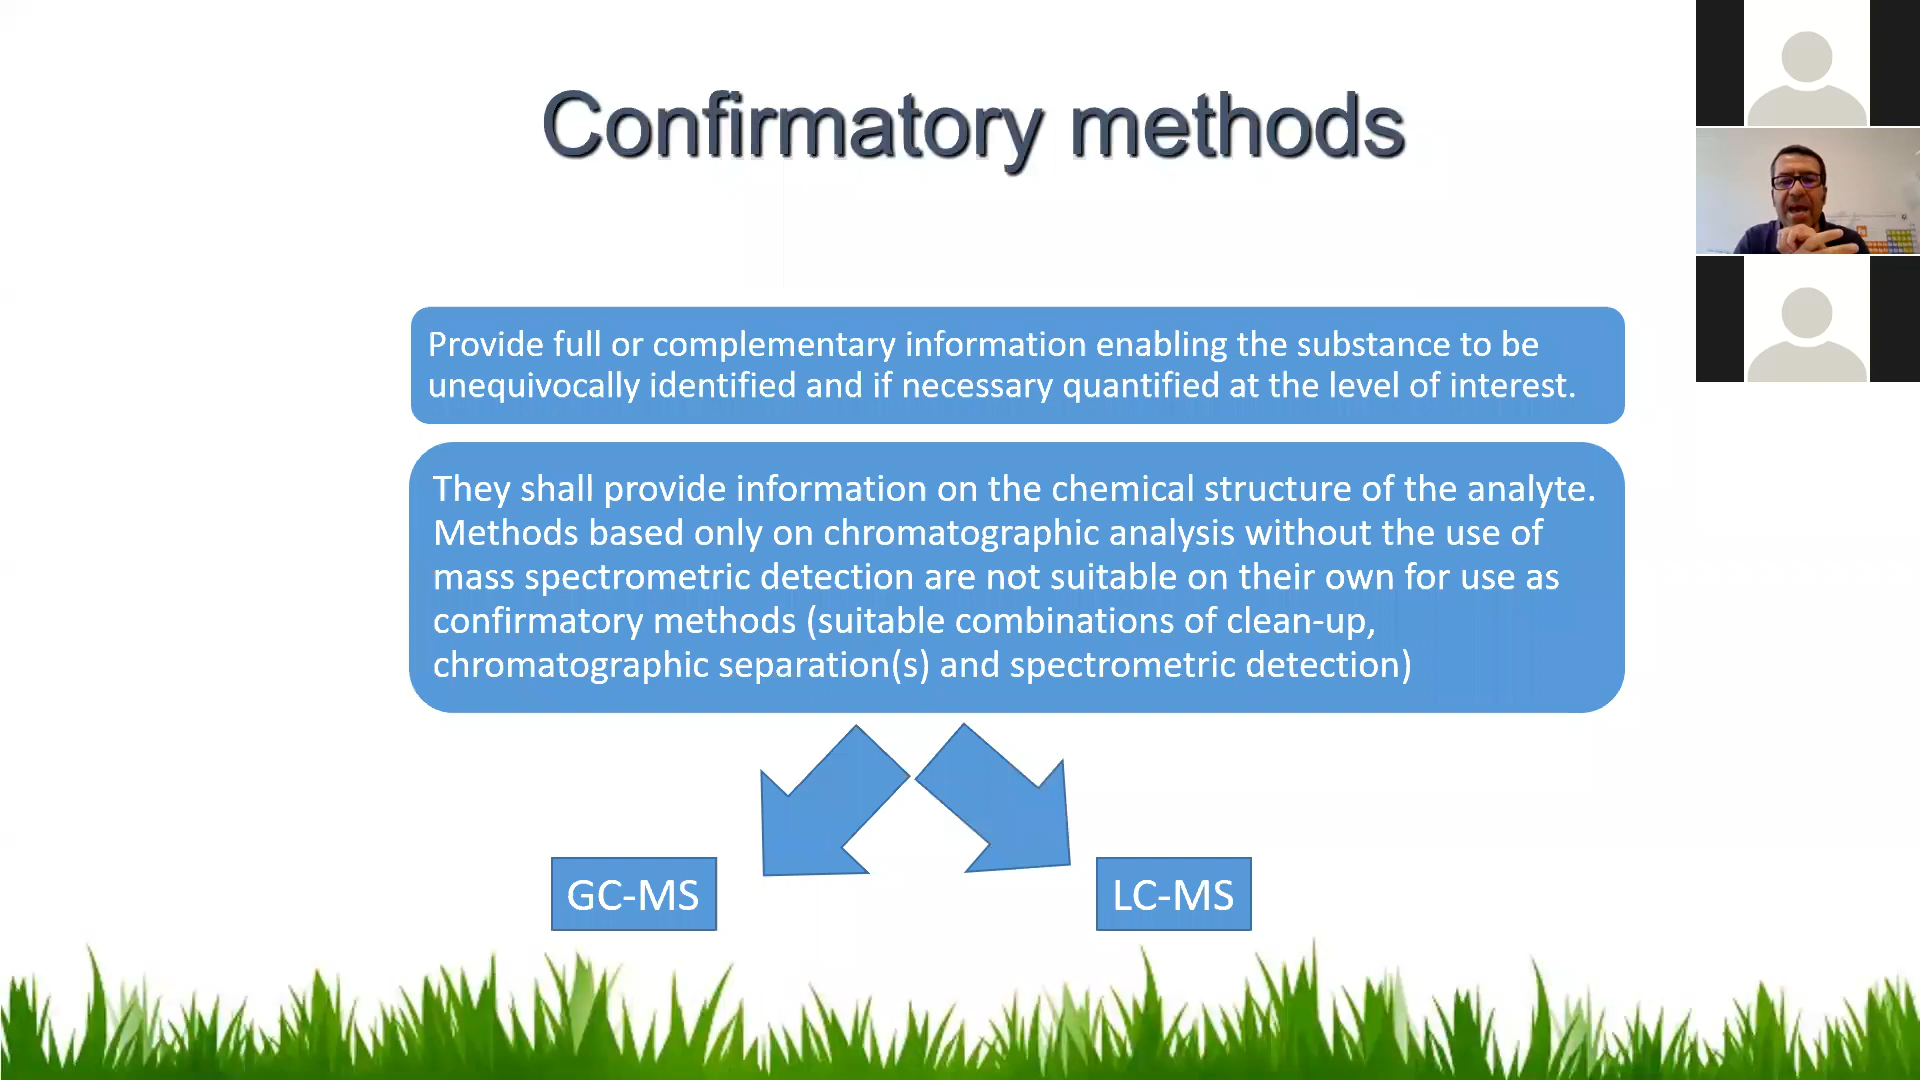 Confirmatory methods
Provide full or complementary information enabling the substance to be
unequivocally identified and if necessary quantified at the level of interest.
They shall provide information on the chemical structure of the analyte.
Methods based only on chromatographic analysis without the use of
mass spectrometric detection are not suitable on their own for use as
confirmatory methods (suitable combinations of clean-up,
chromatographic separation(s) and spectrometric detection)
GC-MS
LC-MS